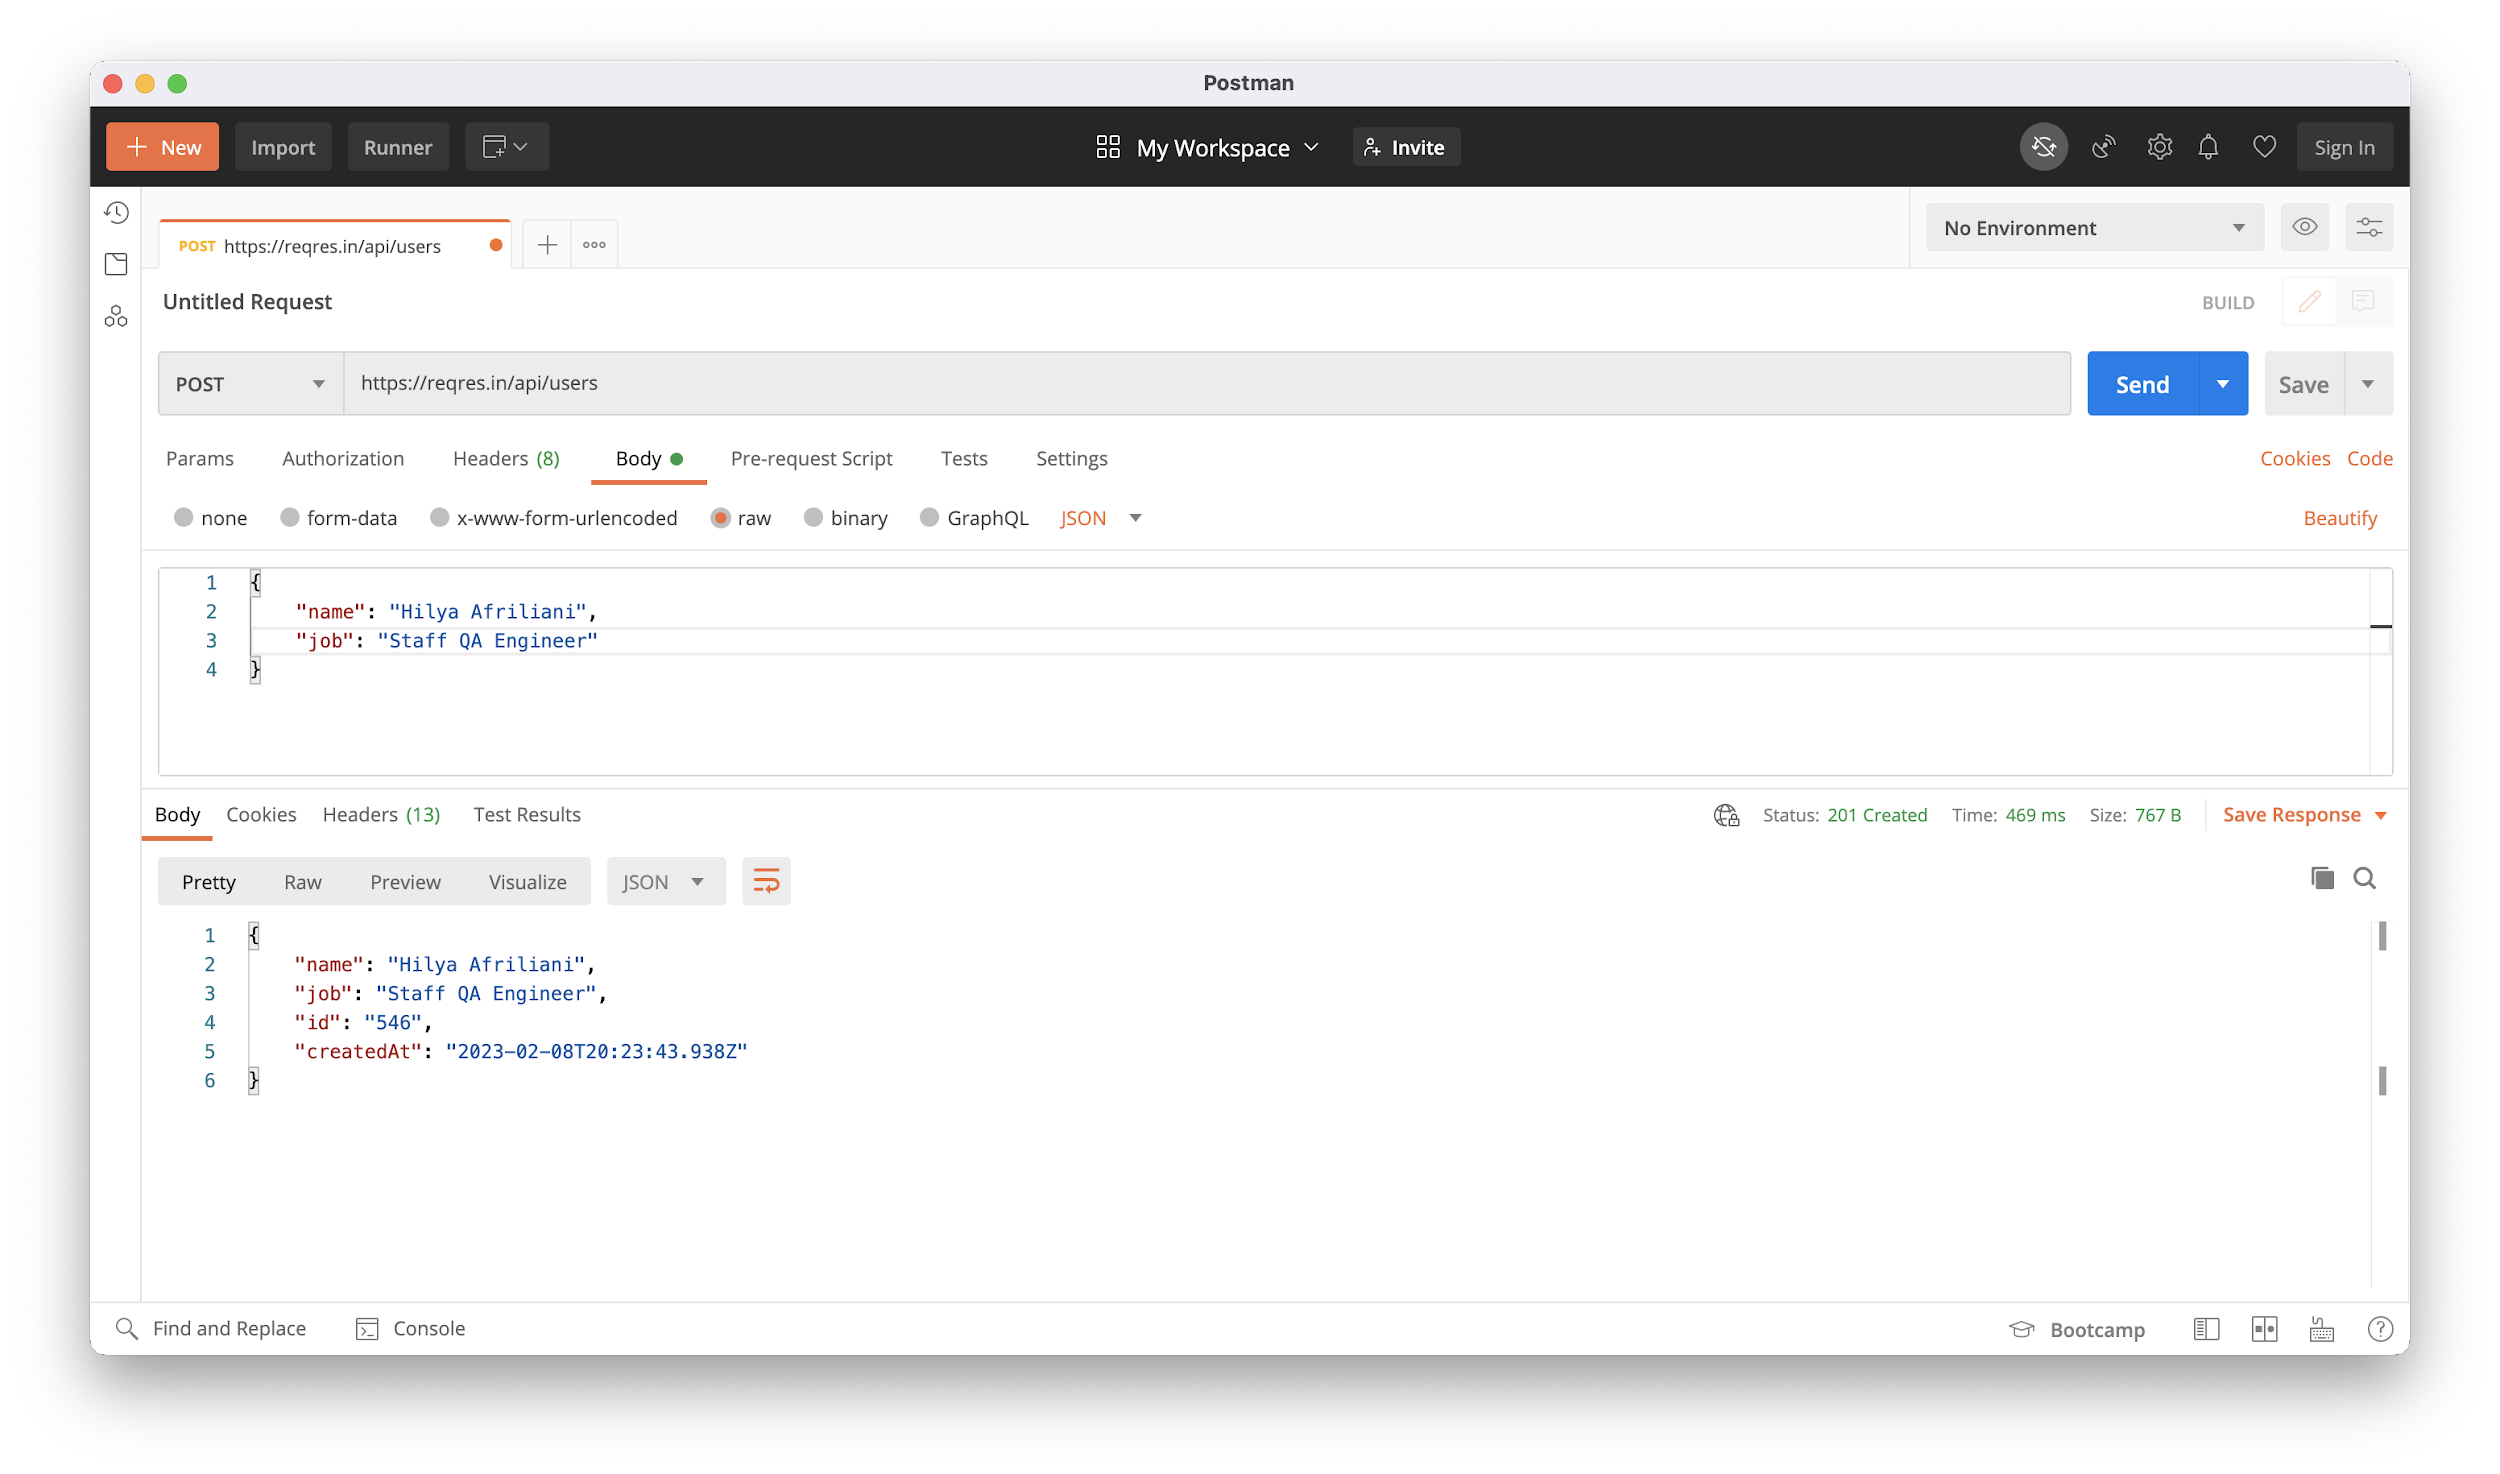 Postman
New Import Runner My Workspace Invite Sign In
POST https://reqres.in/api/users No Environment
Untitled Request BUILD
POST https://reqres.in/api/users Send Save
Params Authorization Headers (8) Body Pre-request Script Tests Settings Cookies Code
none form-data x-www-form-urlencoded raw binary GraphQL JSON Beautify
1 {
2 "name": "Hilya Afriliani",
3 "job": "Staff QA Engineer"
4 }
Body Cookies Headers (13) Test Results Status: 201 Created Time: 469 ms Size: 767 B Save Response
Pretty Raw Preview Visualize JSON
1 {
2 "name": "Hilya Afriliani",
3 "job": "Staff QA Engineer",
4 "id": "546",
5 "createdAt": "2023-02-08T20:23:43.938Z"
6 }
Find and Replace Console Bootcamp